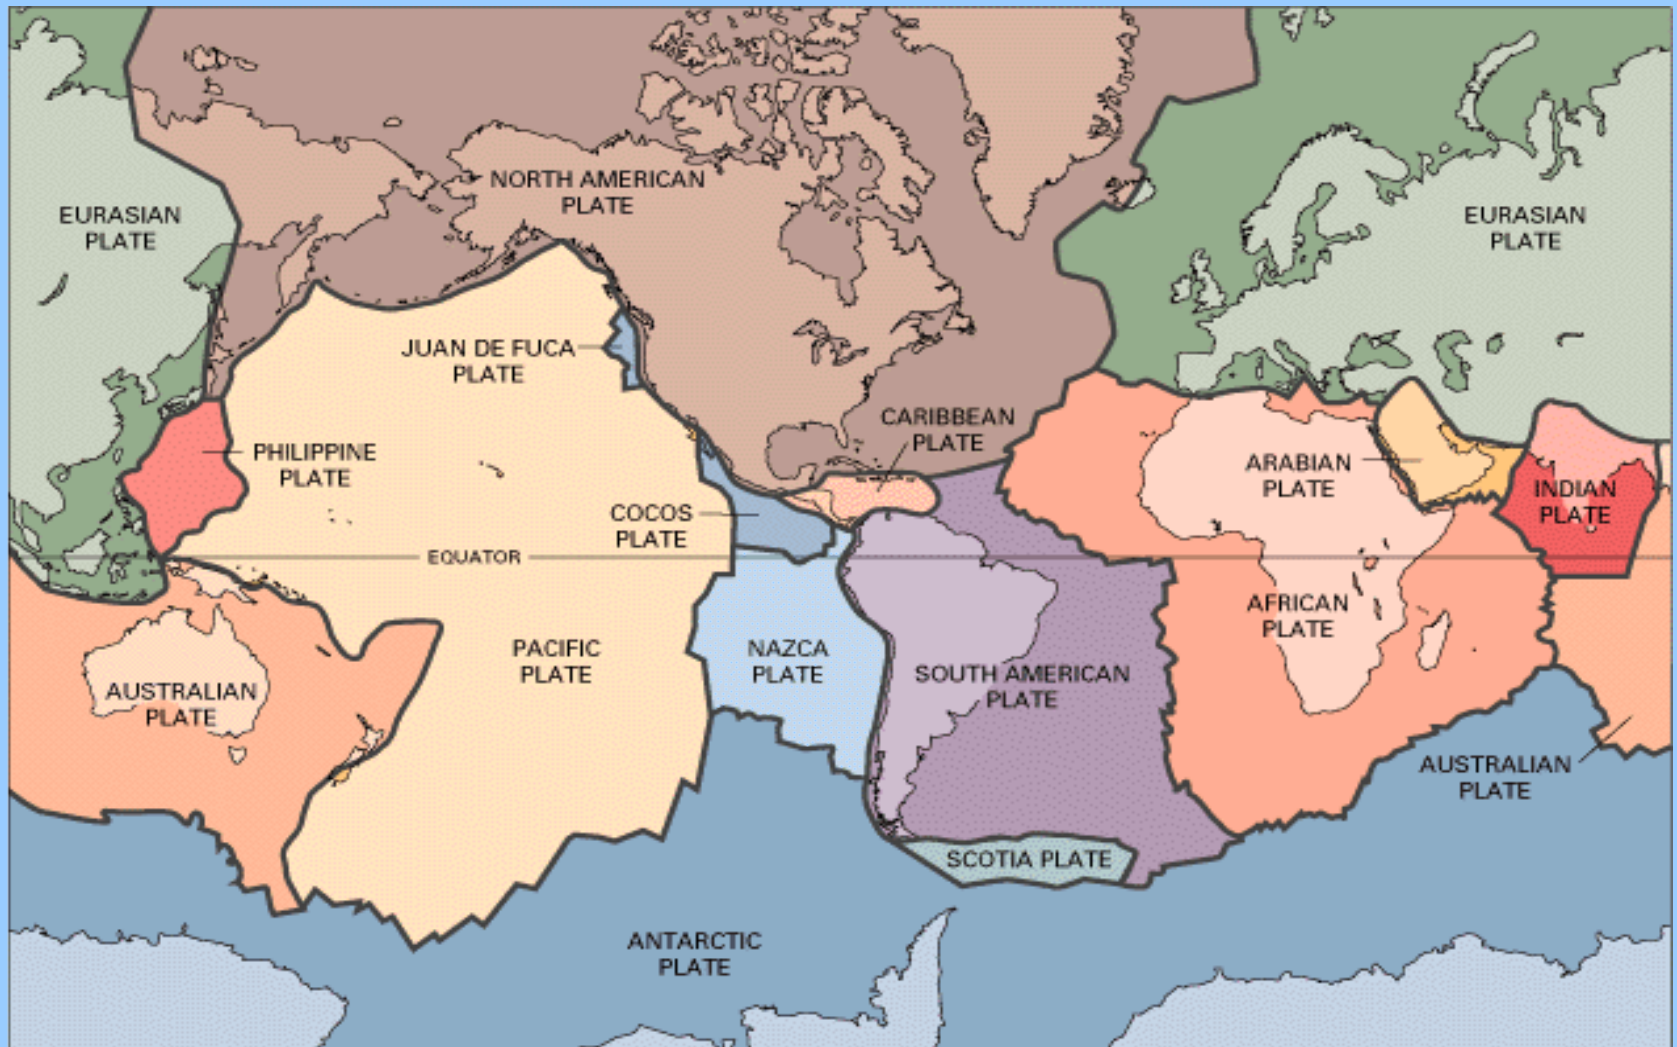 NORTH AMERICAN
PLATE
EURASIAN
PLATE
EURASIAN
PLATE
JUAN DE FUCA
PLATE
CARIBBEAN
PLATE
PHILIPPINE
PLATE
ARABIAN
PLATE
INDIAN
PLATE
COCOS
PLATE
EQUATOR
AFRICAN
PLATE
PACIFIC
PLATE
NAZCA
PLATE
SOUTH AMERICAN
PLATE
AUSTRALIAN
PLATE
AUSTRALIAN
PLATE
SCOTIA PLATE
ANTARCTIC
PLATE